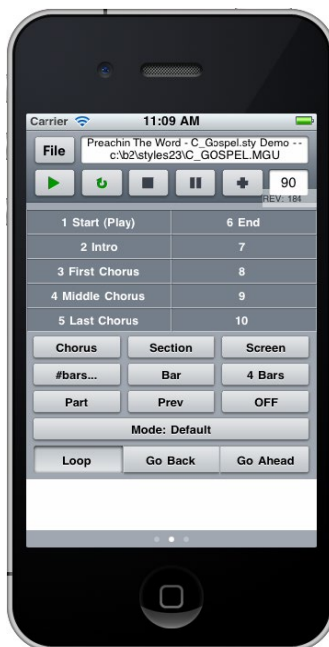 Carrier 11:09 AM
File Preachin The Word - C_Gospel.sty Demo --
c:\b2\styles23\C_GOSPEL.MGU
90
REV: 184
1 Start (Play) 6 End
2 Intro 7
3 First Chorus 8
4 Middle Chorus 9
5 Last Chorus 10
Chorus Section Screen
#bars... Bar 4 Bars
Part Prev OFF
Mode: Default
Loop Go Back Go Ahead